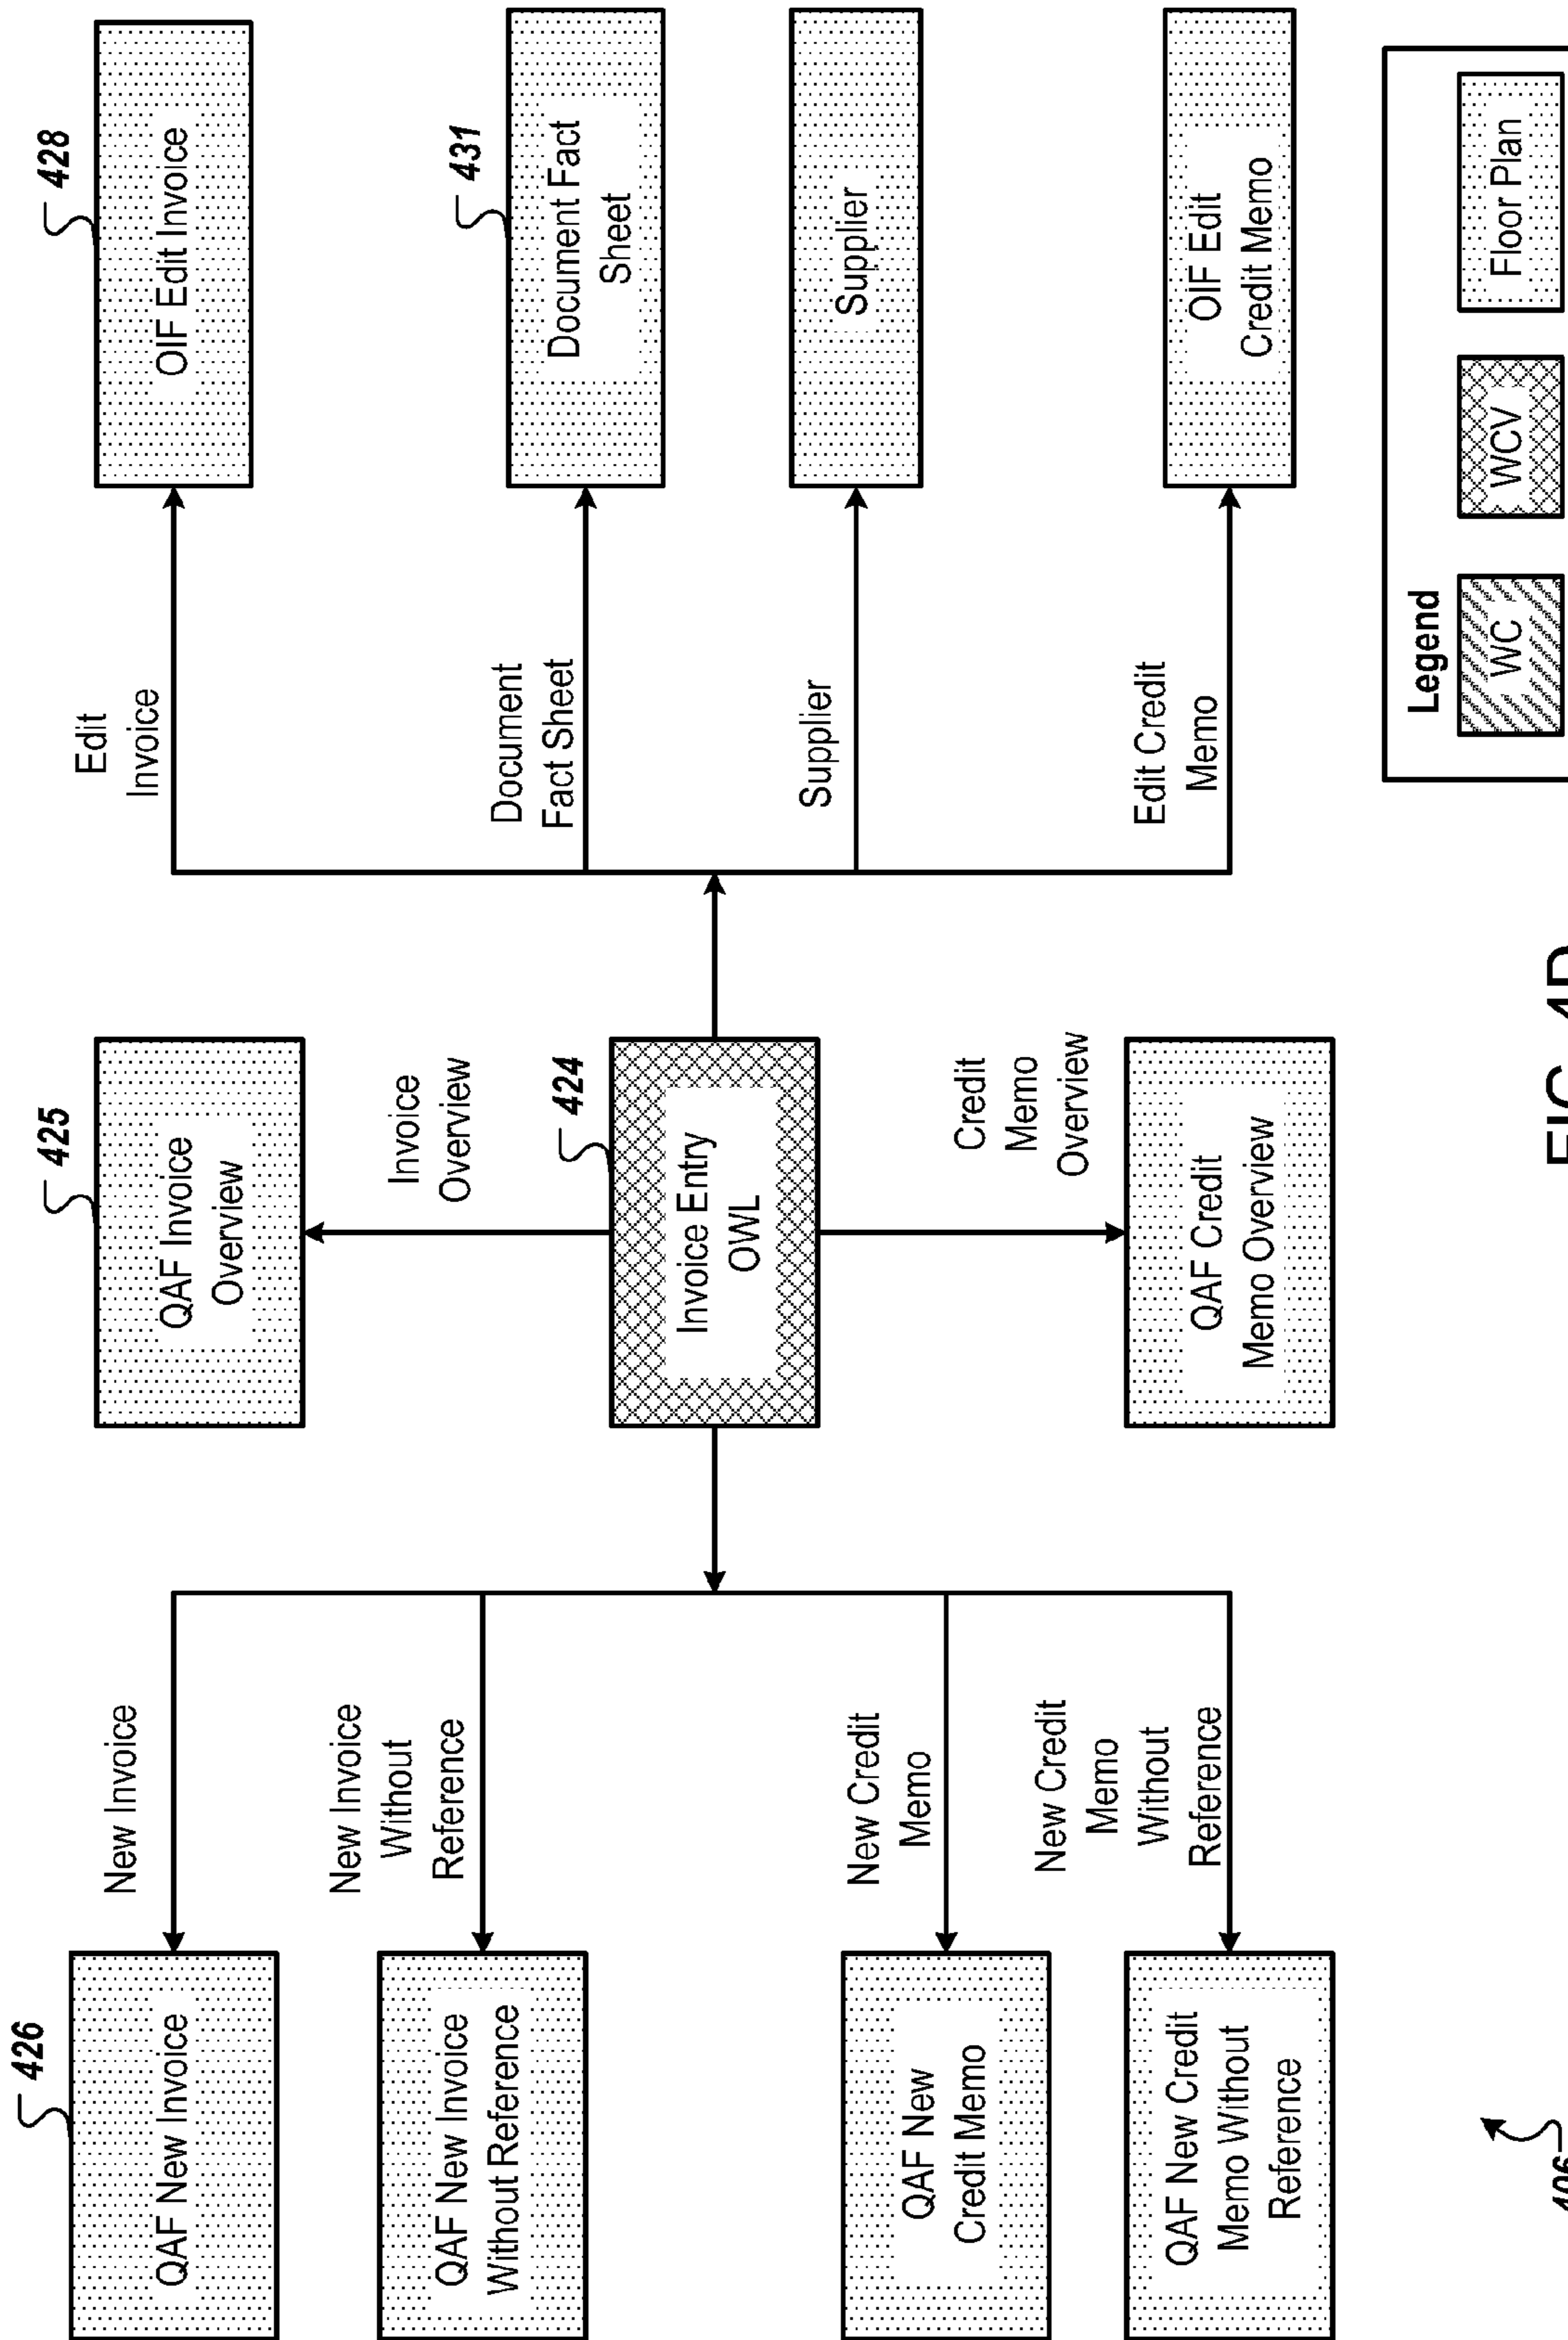 426
QAF New Invoice
New Invoice
425
QAF Invoice
Overview
428
OIF Edit Invoice
Edit
Invoice
QAF New Invoice
Without Reference
New Invoice
Without
Reference
Invoice
Overview
424
Invoice Entry
OWL
431
Document Fact
Sheet
Document
Fact Sheet
Supplier
Supplier
QAF New
Credit Memo
New Credit
Memo
Credit
Memo
Overview
QAF New Credit
Memo Without
Reference
New Credit
Memo
Without
Reference
QAF Credit
Memo Overview
OIF Edit
Credit Memo
Edit Credit
Memo
Legend
WC
WCV
Floor Plan
406
FIG